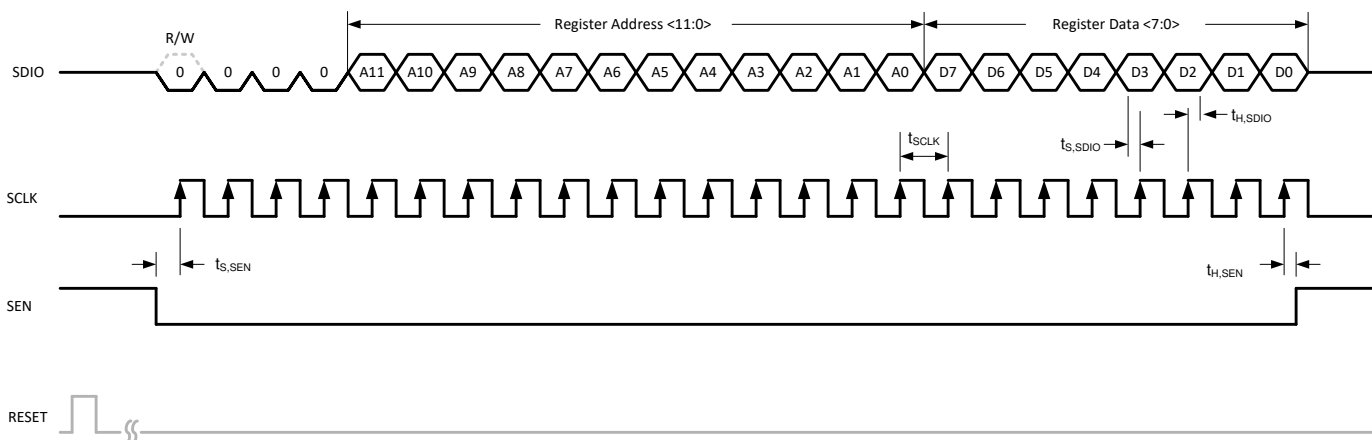 Register Address <11:0> Register Data <7:0>
R/W
SDIO 0 0 0 0 A11 A10 A9 A8 A7 A6 A5 A4 A3 A2 A1 A0 D7 D6 D5 D4 D3 D2 D1 D0
tH,SDIO
tSCLK
tS,SDIO
SCLK
tS,SEN tH,SEN
SEN
RESET